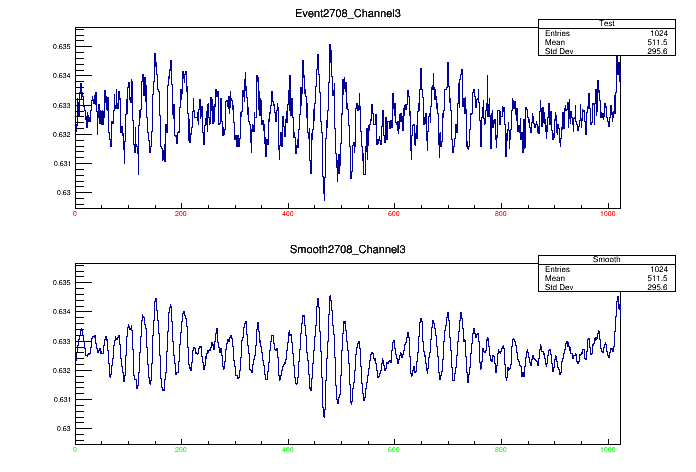 Event2708_Channel3
Test
Entries 1024
Mean 511.5
Std Dev 295.6
0.635
0.634
0.633
0.632
0.631
0.63
0 200 400 600 800 1000
Smooth2708_Channel3
Smooth
Entries 1024
Mean 511.5
Std Dev 295.6
0.635
0.634
0.633
0.632
0.631
0.63
0 200 400 600 800 1000